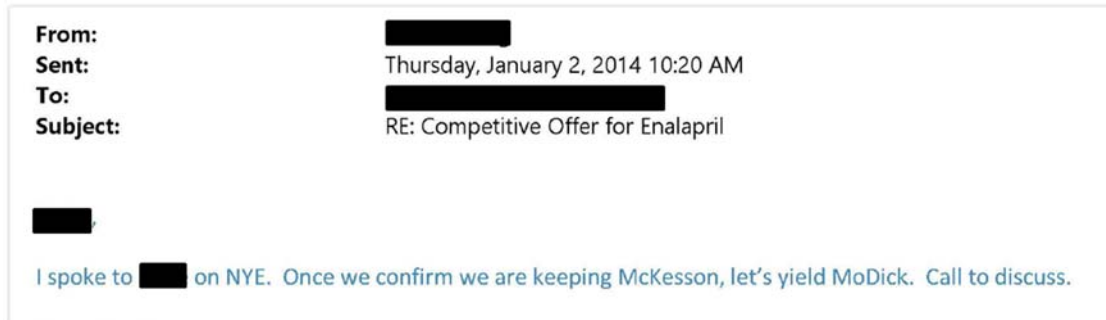 From:
Sent: Thursday, January 2, 2014 10:20 AM
To:
Subject: RE: Competitive Offer for Enalapril
,
I spoke to on NYE. Once we confirm we are keeping McKesson, let's yield MoDick. Call to discuss.